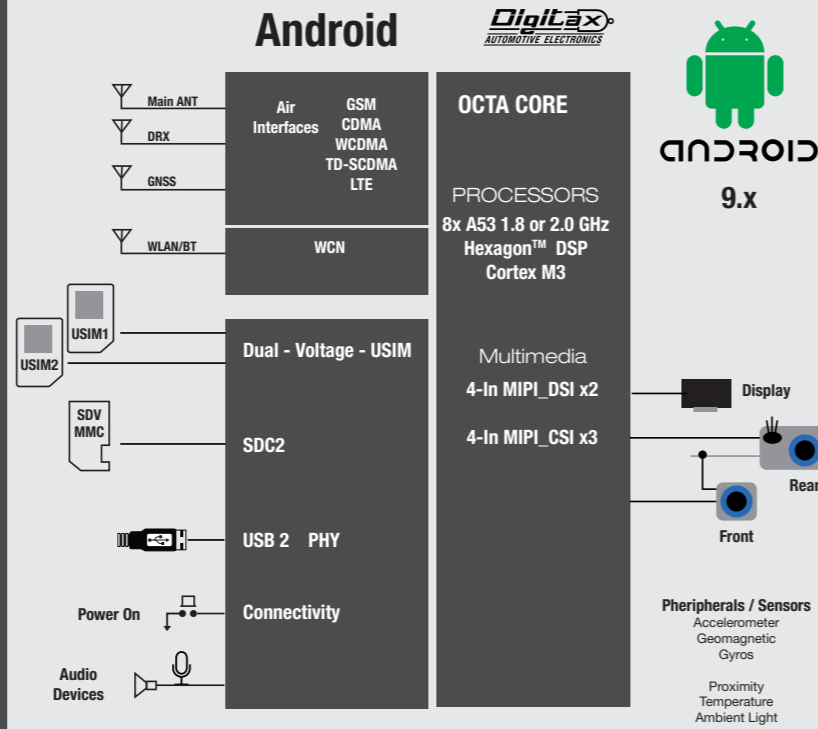 Android
Digitax
AUTOMOTIVE ELECTRONICS
ANDROID
9.x
Main ANT
DRX
GNSS
WLAN/BT
Air
Interfaces
GSM
CDMA
WCDMA
TD-SCDMA
LTE
WCN
OCTA CORE
PROCESSORS
8x A53 1.8 or 2.0 GHz
Hexagon™ DSP
Cortex M3
USIM1
USIM2
Dual - Voltage - USIM
SDV
MMC
SDC2
USB 2 PHY
Power On
Connectivity
Audio
Devices
Multimedia
4-In MIPI_DSI x2
4-In MIPI_CSI x3
Display
Rear
Front
Pheripherals / Sensors
Accelerometer
Geomagnetic
Gyros
Proximity
Temperature
Ambient Light